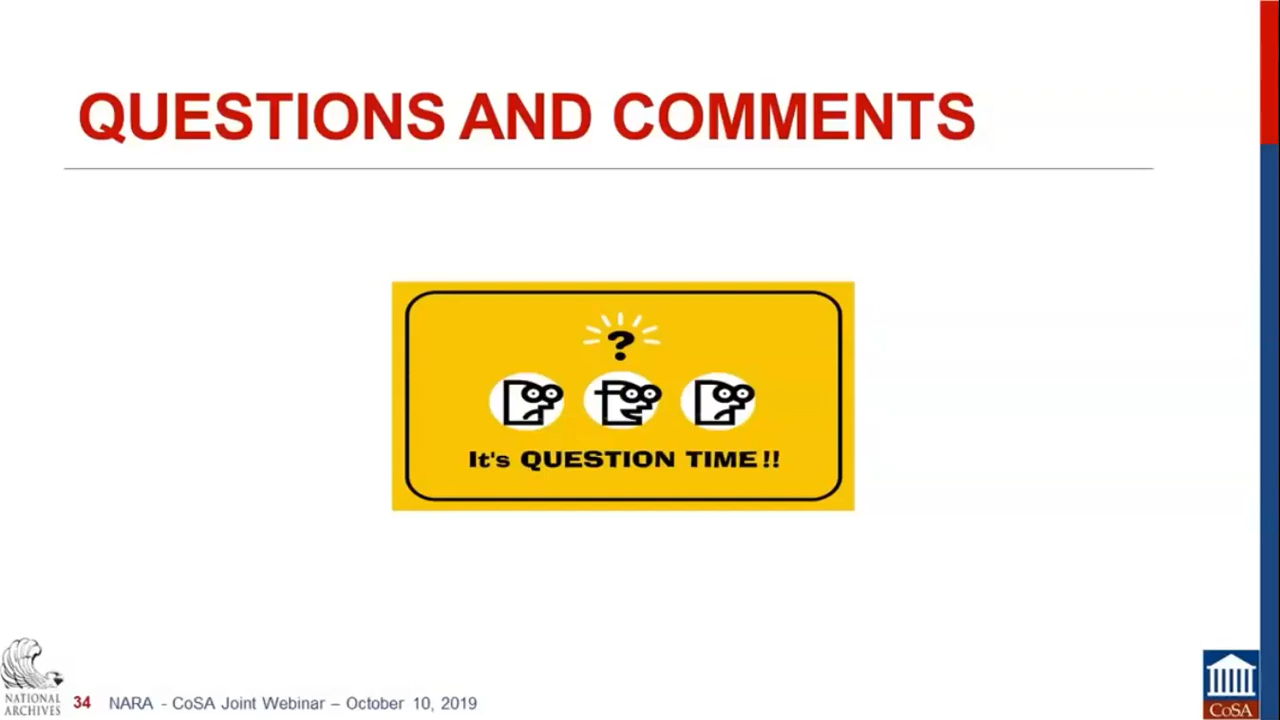 QUESTIONS AND COMMENTS
?
It's QUESTION TIME!!
NATIONAL
ARCHIVES
34 NARA - CoSA Joint Webinar – October 10, 2019
CoSA